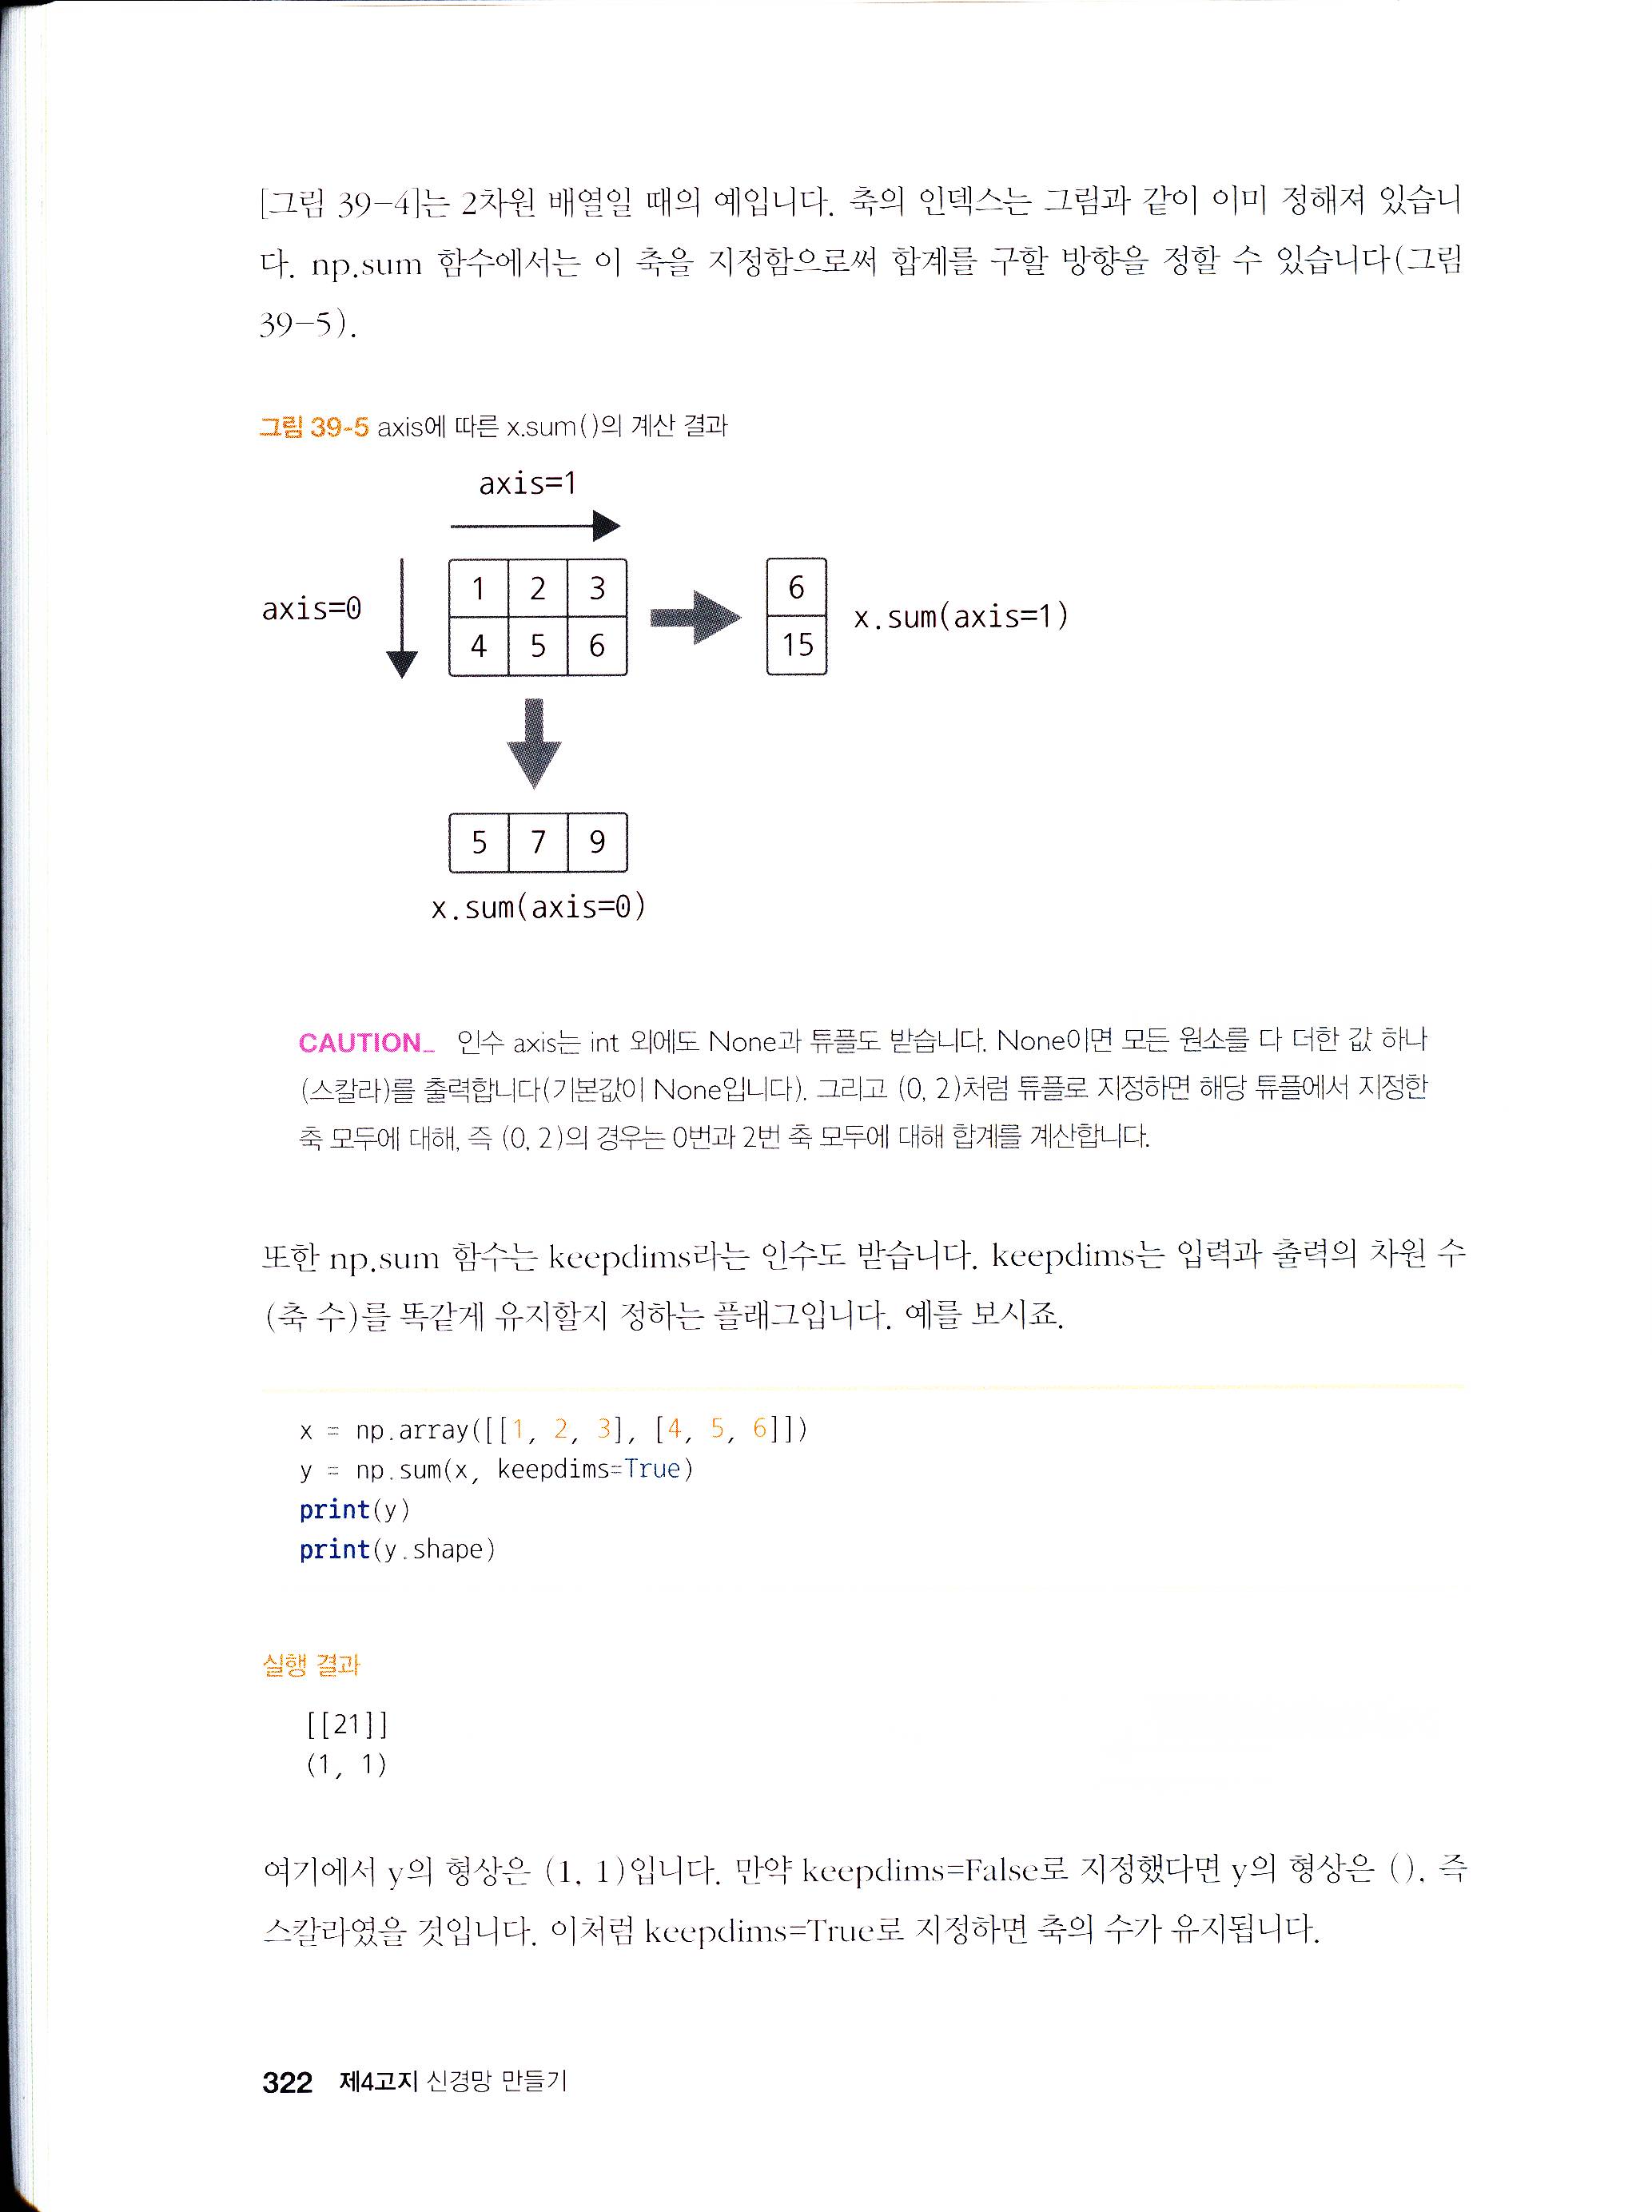 [그림 39-4]는 2차원 배열일 때의 예입니다. 축의 인덱스는 그림과 같이 이미 정해져 있습니
다. np.sum 함수에서는 이 축을 지정함으로써 합계를 구할 방향을 정할 수 있습니다(그림
39-5).
그림 39-5 axis에 따른 x.sum()의 계산 결과
axis=1
axis=0
1 2 3
4 5 6
6
15
x.sum(axis=1)
5 7 9
x.sum(axis=0)
CAUTION_ 인수 axis는 int 외에도 None과 튜플도 받습니다. None이면 모든 원소를 다 더한 값 하나
(스칼라)를 출력합니다(기본값이 None입니다). 그리고 (0, 2)처럼 튜플로 지정하면 해당 튜플에서 지정한
축 모두에 대해, 즉 (0, 2)의 경우는 0번과 2번 축 모두에 대해 합계를 계산합니다.
또한 np.sum 함수는 keepdims라는 인수도 받습니다. keepdims는 입력과 출력의 차원 수
(축 수)를 똑같게 유지할지 정하는 플래그입니다. 예를 보시죠.
x = np.array([[1, 2, 3], [4, 5, 6]])
y = np.sum(x, keepdims=True)
print(y)
print(y.shape)
실행 결과
[[21]]
(1, 1)
여기에서 y의 형상은 (1, 1)입니다. 만약 keepdims=False로 지정했다면 y의 형상은 (), 즉
스칼라였을 것입니다. 이처럼 keepdims=True로 지정하면 축의 수가 유지됩니다.
322 제4고지 신경망 만들기